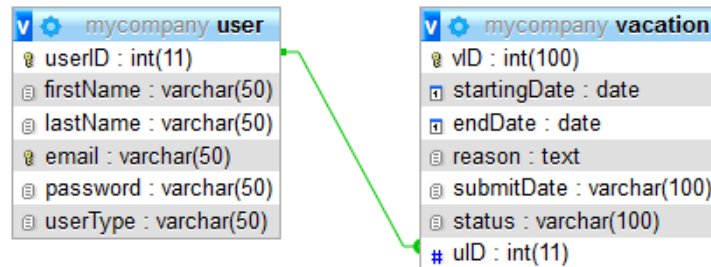 v mycompany user
userID : int(11)
firstName : varchar(50)
lastName : varchar(50)
email : varchar(50)
password : varchar(50)
userType : varchar(50)
v mycompany vacation
vID : int(100)
startingDate : date
endDate : date
reason : text
submitDate : varchar(100)
status : varchar(100)
# uID : int(11)